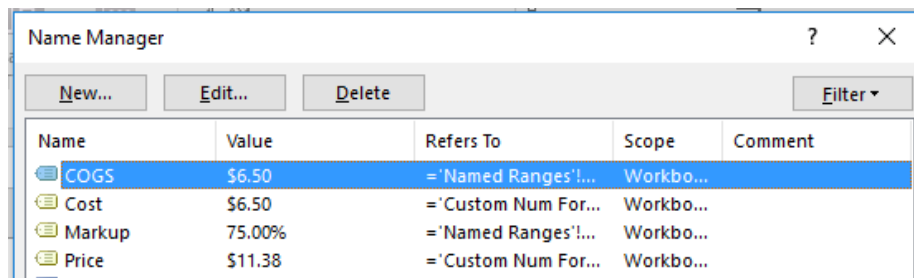 Name Manager ? X
New... Edit... Delete Filter
Name Value Refers To Scope Comment
COGS $6.50 ='Named Ranges'!... Workbo...
Cost $6.50 ='Custom Num For... Workbo...
Markup 75.00% ='Named Ranges'!... Workbo...
Price $11.38 ='Custom Num For... Workbo...